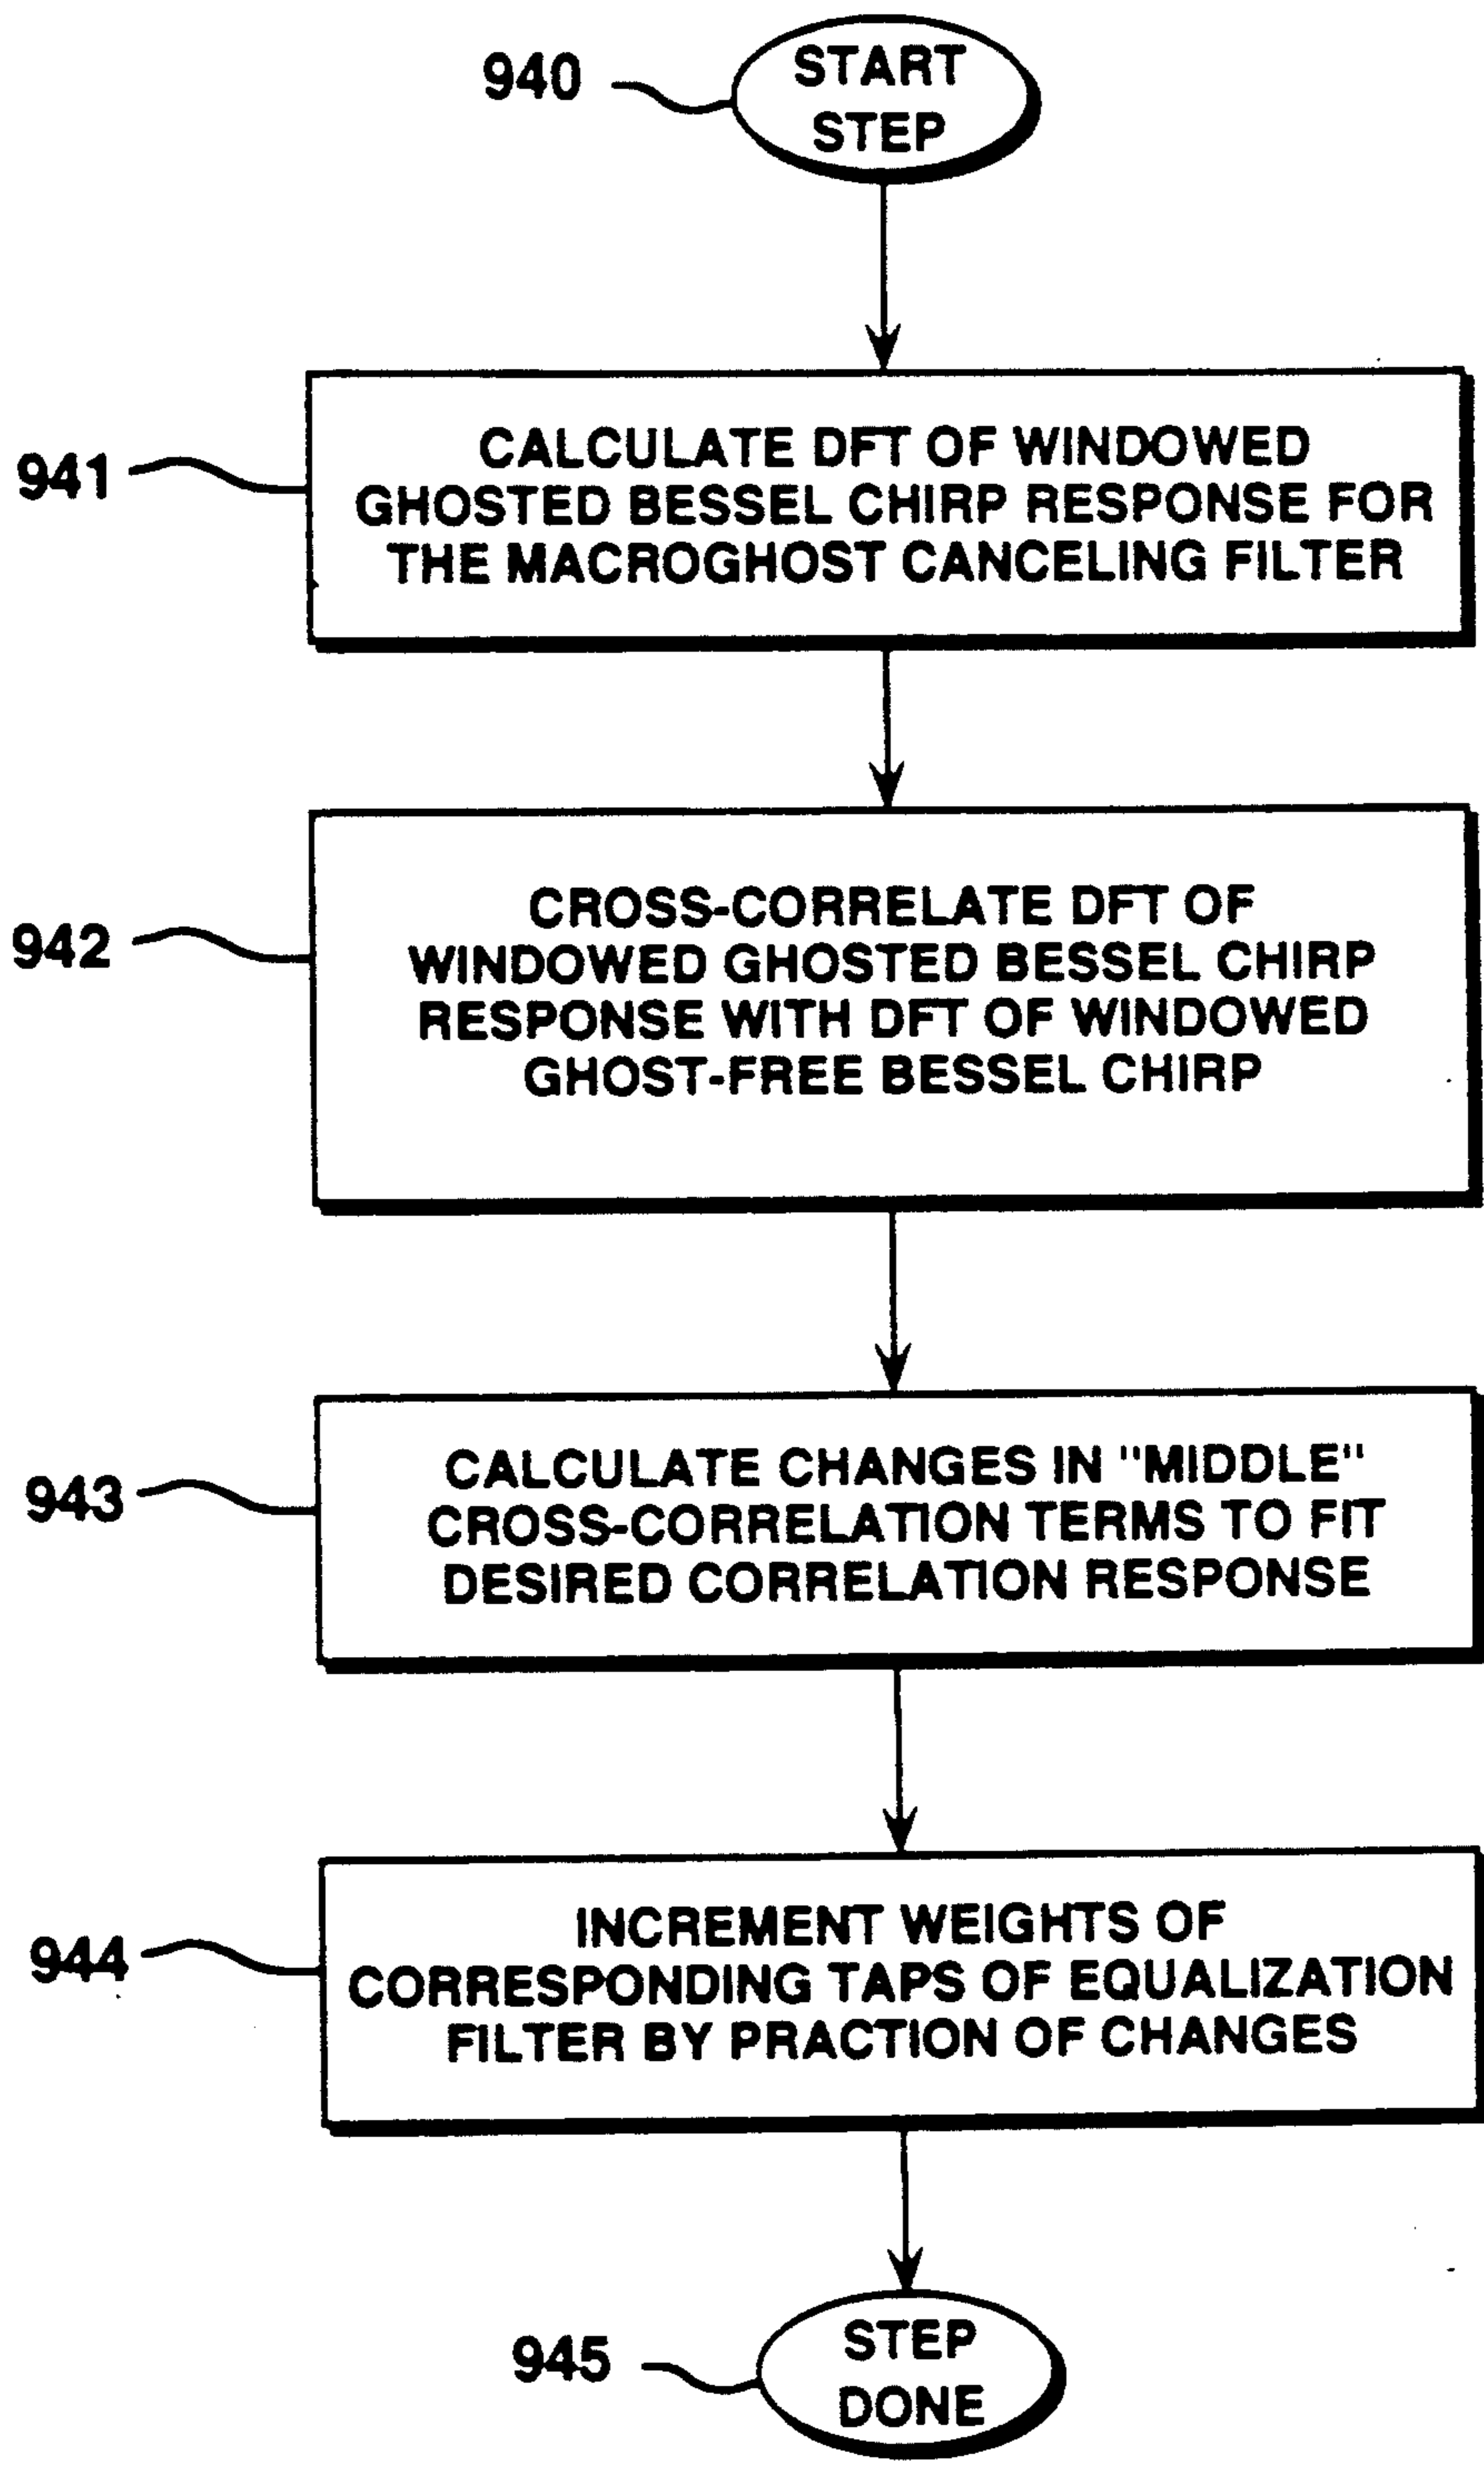 940
START
STEP
941
CALCULATE DFT OF WINDOWED
GHOSTED BESSEL CHIRP RESPONSE FOR
THE MACROGHOST CANCELING FILTER
942
CROSS-CORRELATE DFT OF
WINDOWED GHOSTED BESSEL CHIRP
RESPONSE WITH DFT OF WINDOWED
GHOST-FREE BESSEL CHIRP
943
CALCULATE CHANGES IN "MIDDLE"
CROSS-CORRELATION TERMS TO FIT
DESIRED CORRELATION RESPONSE
944
INCREMENT WEIGHTS OF
CORRESPONDING TAPS OF EQUALIZATION
FILTER BY PRACTION OF CHANGES
945
STEP
DONE